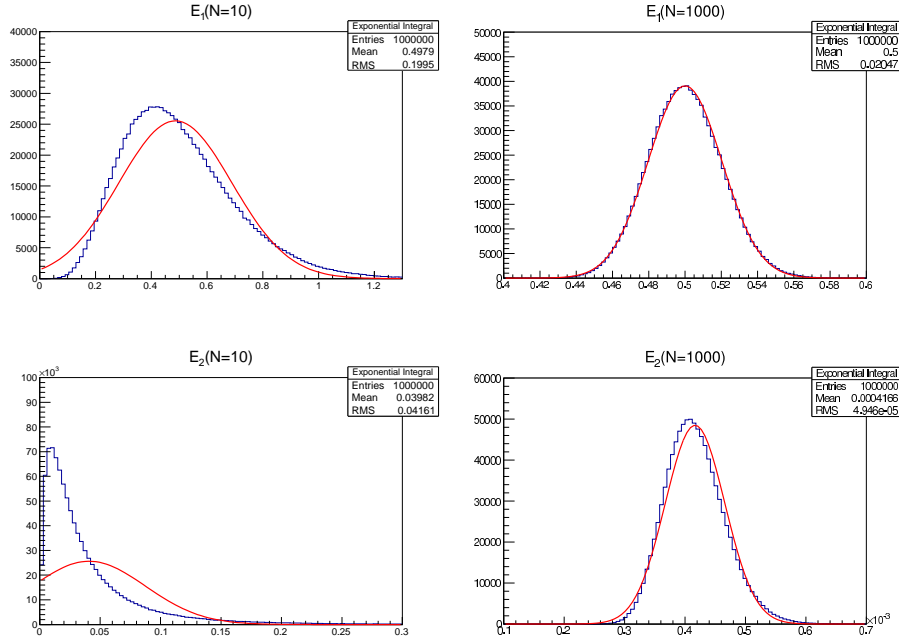 E₁(N=10)
Exponential Integral
Entries 1000000
Mean 0.4979
RMS 0.1995
40000
35000
30000
25000
20000
15000
10000
5000
0
0 0.2 0.4 0.6 0.8 1 1.2
E₁(N=1000)
Exponential Integral
Entries 1000000
Mean 0.5
RMS 0.02047
50000
45000
40000
35000
30000
25000
20000
15000
10000
5000
0
0.4 0.42 0.44 0.46 0.48 0.5 0.52 0.54 0.56 0.58 0.6
E₂(N=10)
×10³
Exponential Integral
Entries 1000000
Mean 0.03982
RMS 0.04161
100
90
80
70
60
50
40
30
20
10
0
0 0.05 0.1 0.15 0.2 0.25 0.3
E₂(N=1000)
Exponential Integral
Entries 1000000
Mean 0.0004166
RMS 4.946e-05
60000
50000
40000
30000
20000
10000
0
0.1 0.2 0.3 0.4 0.5 0.6 0.7
×10⁻³